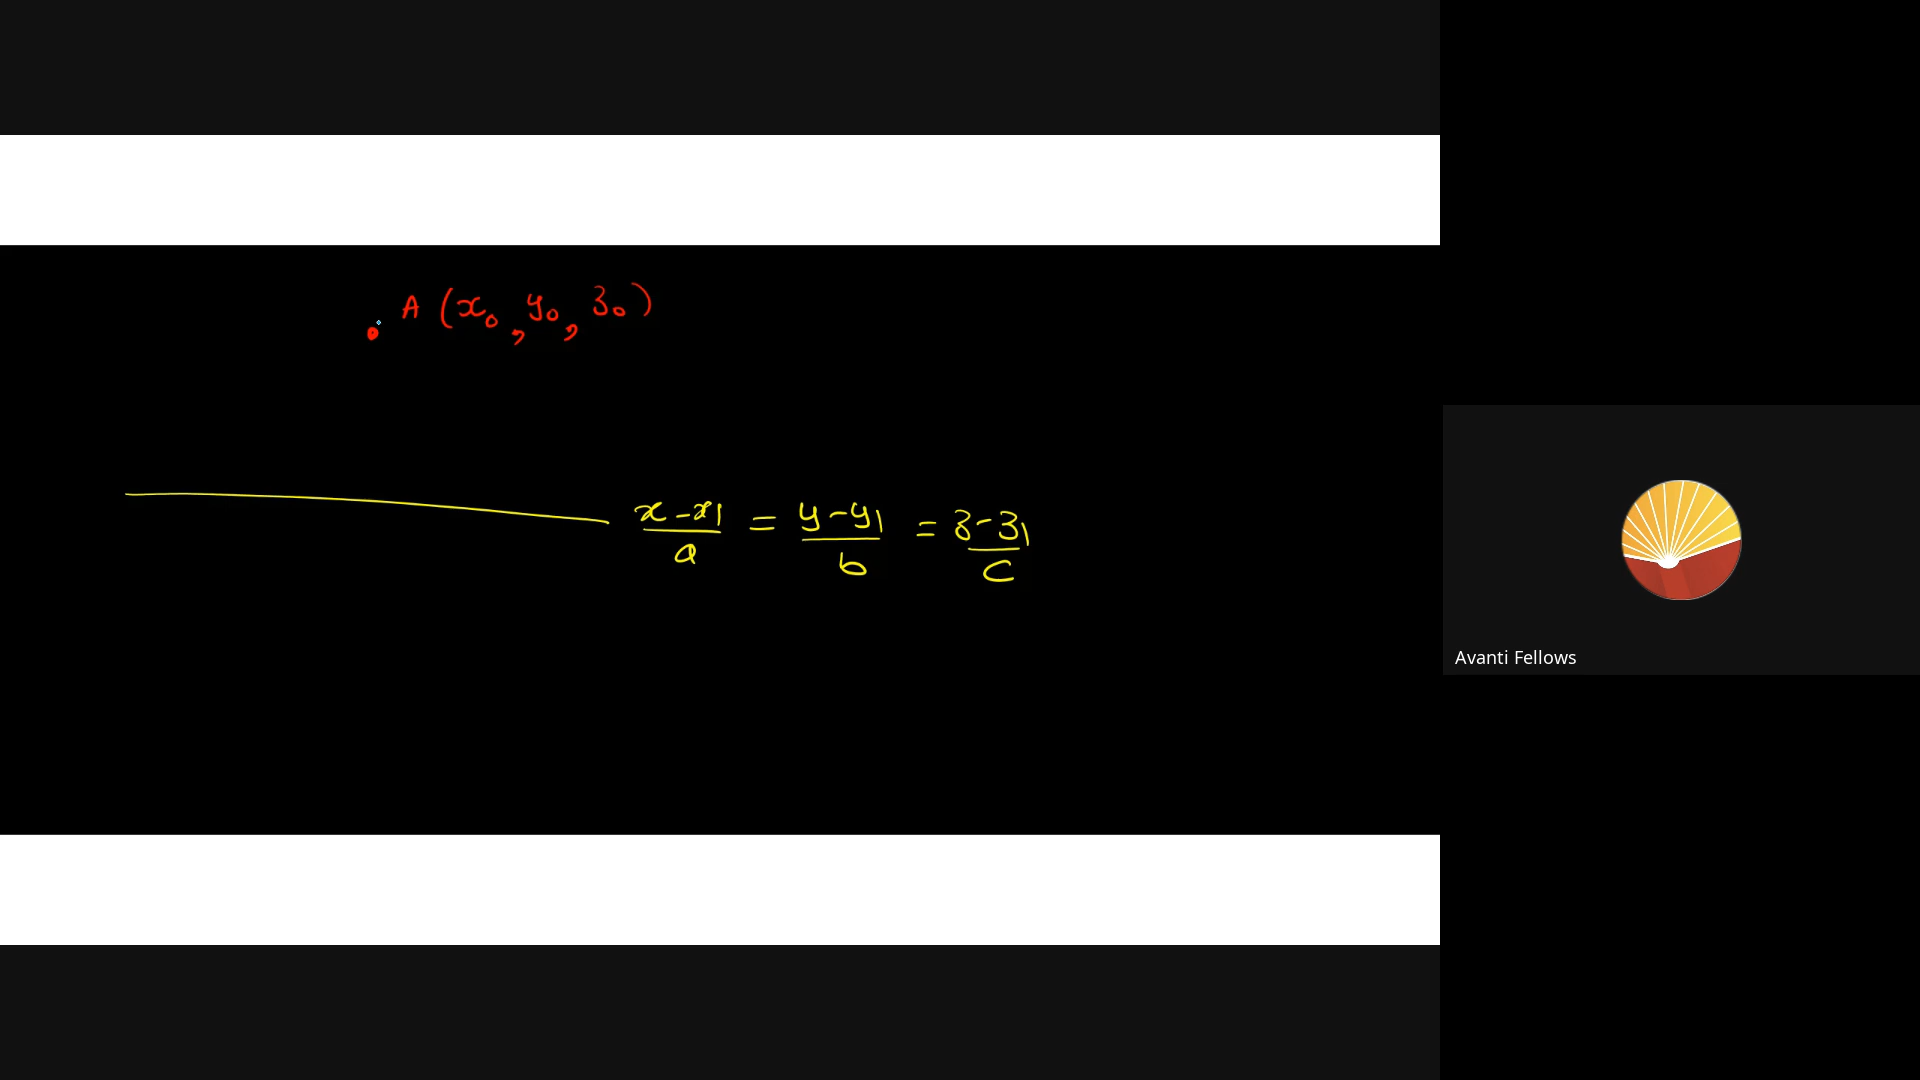 A (x₀, y₀, z₀)
x-x₁/a = y-y₁/b = z-z₁/c
Avanti Fellows